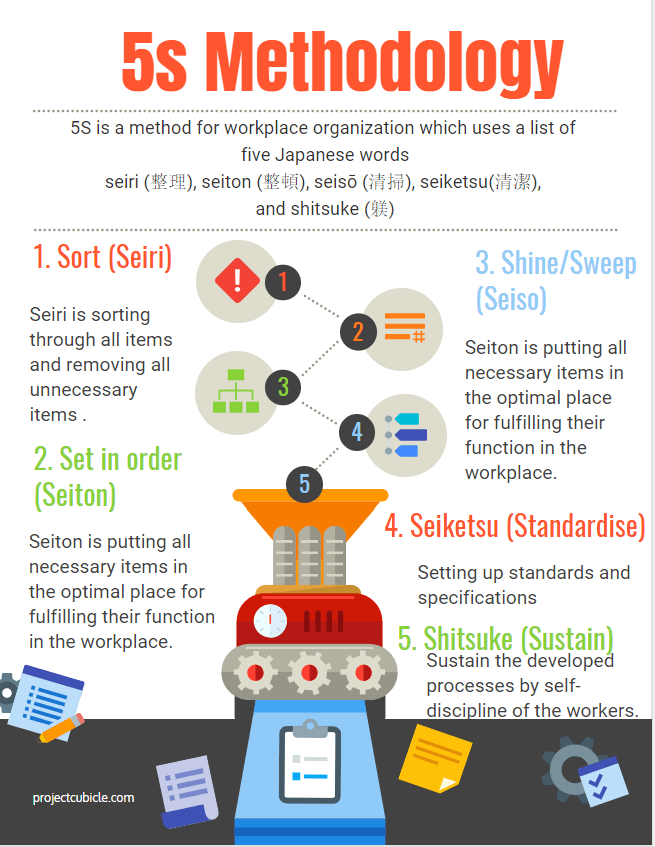 5s Methodology
5S is a method for workplace organization which uses a list of
five Japanese words
seiri (整理), seiton (整頓), seisō (清掃), seiketsu(清潔),
and shitsuke (躾)
1. Sort (Seiri)
Seiri is sorting
through all items
and removing all
unnecessary
items .
2. Set in order
(Seiton)
Seiton is putting all
necessary items in
the optimal place for
fulfilling their function
in the workplace.
1
2
#
3
4
5
3. Shine/Sweep
(Seiso)
Seiton is putting all
necessary items in
the optimal place
for fulfilling their
function in the
workplace.
4. Seiketsu (Standardise)
Setting up standards and
specifications
5. Shitsuke (Sustain)
Sustain the developed
processes by self-
discipline of the workers.
projectcubicle.com